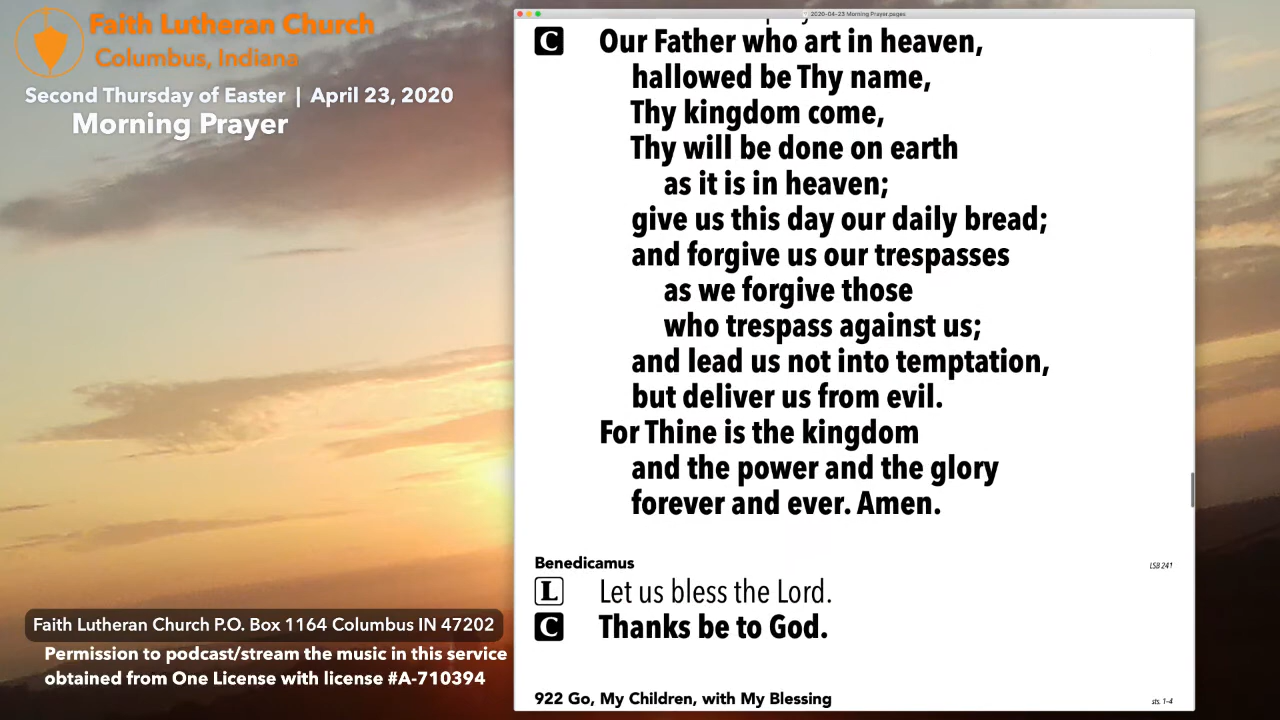 Faith Lutheran Church
Columbus, Indiana
Second Thursday of Easter | April 23, 2020
Morning Prayer
Faith Lutheran Church P.O. Box 1164 Columbus IN 47202
Permission to podcast/stream the music in this service
obtained from One License with license #A-710394
2020-04-23 Morning Prayer.pages
C Our Father who art in heaven,
hallowed be Thy name,
Thy kingdom come,
Thy will be done on earth
as it is in heaven;
give us this day our daily bread;
and forgive us our trespasses
as we forgive those
who trespass against us;
and lead us not into temptation,
but deliver us from evil.
For Thine is the kingdom
and the power and the glory
forever and ever. Amen.
Benedicamus LSB 241
L Let us bless the Lord.
C Thanks be to God.
922 Go, My Children, with My Blessing sts. 1-4